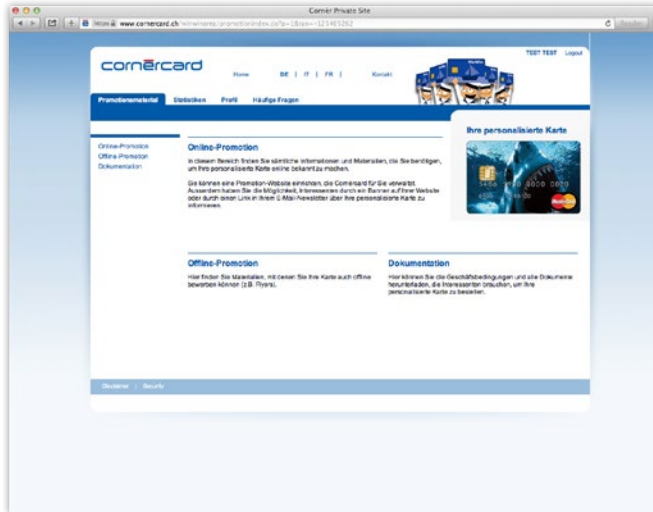 Cornèr Private Site
www.cornercard.ch
Reader
TEST TEST Logout
cornèrcard
Home DE | IT | FR | Kontakt
Promotionsmaterial Statistiken Profil Häufige Fragen
Ihre personalisierte Karte
Online-Promotion
Offline-Promotion
Dokumentation
Online-Promotion
In diesem Bereich finden Sie sämtliche Informationen und Materialien, die Sie benötigen,
um Ihre personalisierte Karte online bekannt zu machen.
Sie können eine Promotion-Website einrichten, die Cornèrcard für Sie verwaltet.
Ausserdem haben Sie die Möglichkeit, Interessenten durch ein Banner auf Ihrer Website
oder durch einen Link in Ihrem E-Mail-Newsletter über Ihre personalisierte Karte zu
informieren.
MasterCard
Offline-Promotion
Hier finden Sie Materialien, mit denen Sie Ihre Karte auch offline
bewerben können (z.B. Flyers).
Dokumentation
Hier können Sie die Geschäftsbedingungen und alle Dokumente
herunterladen, die Interessenten brauchen, um Ihre
personalisierte Karte zu bestellen.
Disclaimer | Security